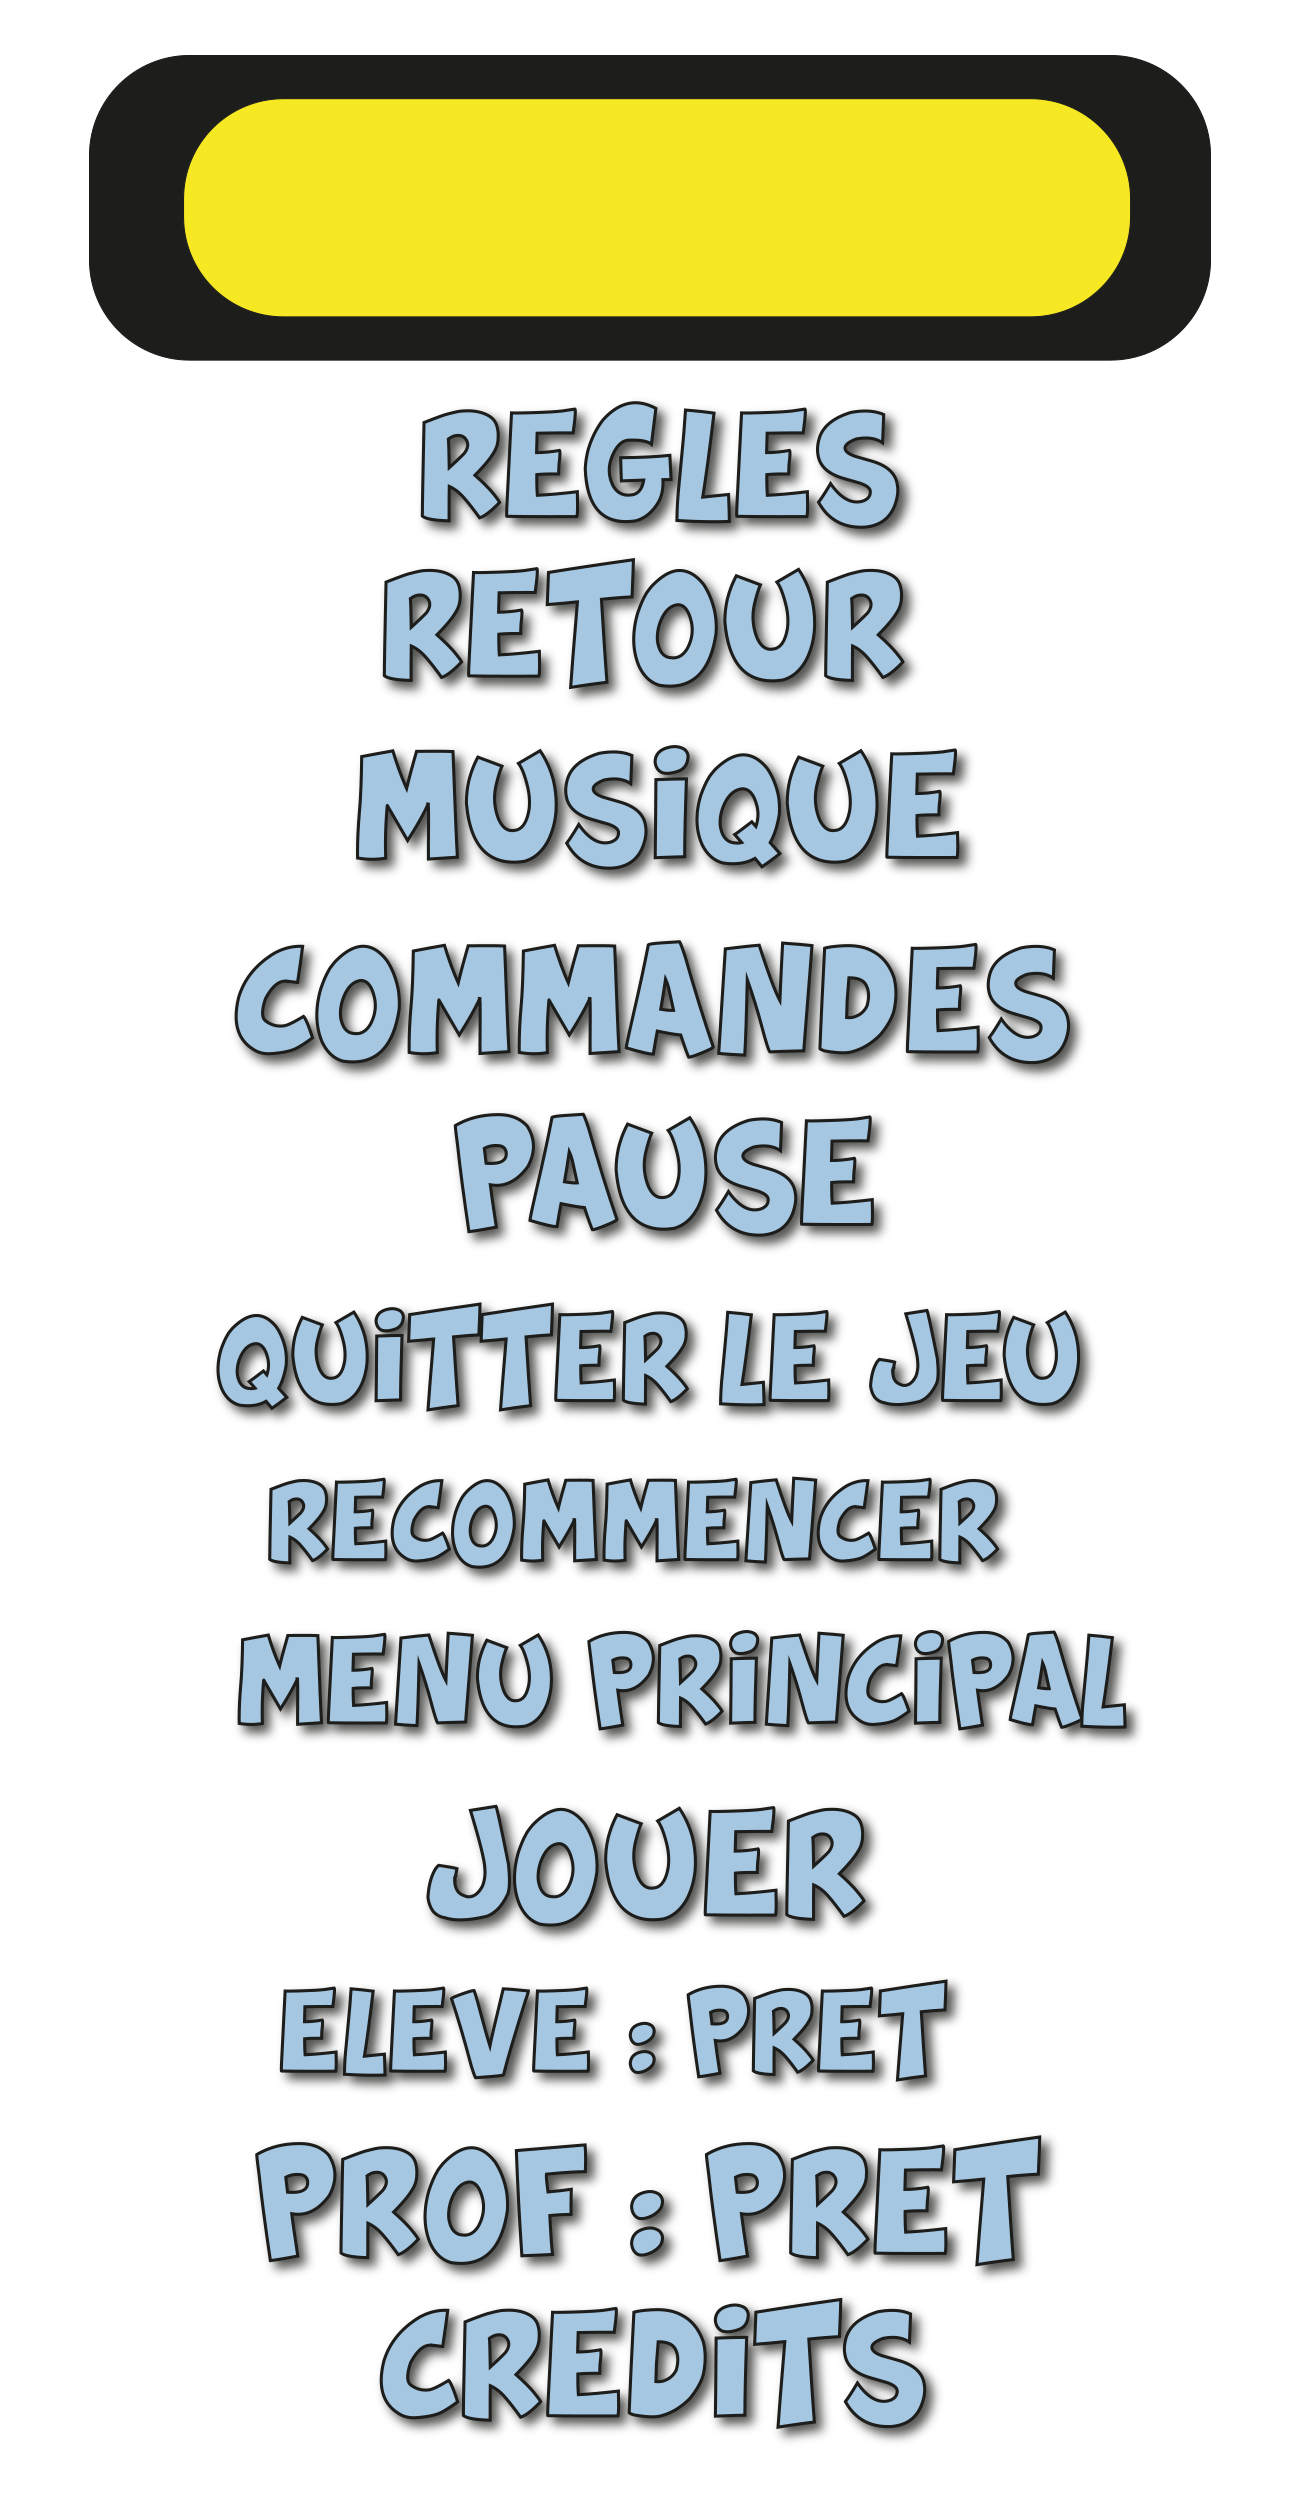 REGLES
RETOUR
MUSiQUE
COMMANDES
PAUSE
QUiTTER LE JEU
RECOMMENCER
MENU PRiNCiPAL
JOUER
ELEVE : PRET
PROF : PRET
CREDiTS